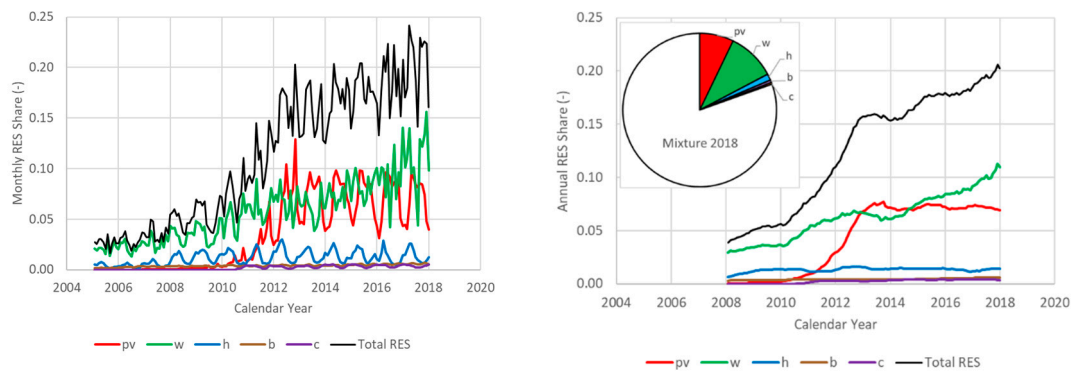 Monthly RES Share (-)
0.25
0.20
0.15
0.10
0.05
0.00
2004 2006 2008 2010 2012 2014 2016 2018 2020
Calendar Year
pv w h b c Total RES
Annual RES Share (-)
0.25
0.20
0.15
0.10
0.05
0.00
pv
w
h
b
c
Mixture 2018
2004 2006 2008 2010 2012 2014 2016 2018 2020
Calendar Year
pv w h b c Total RES